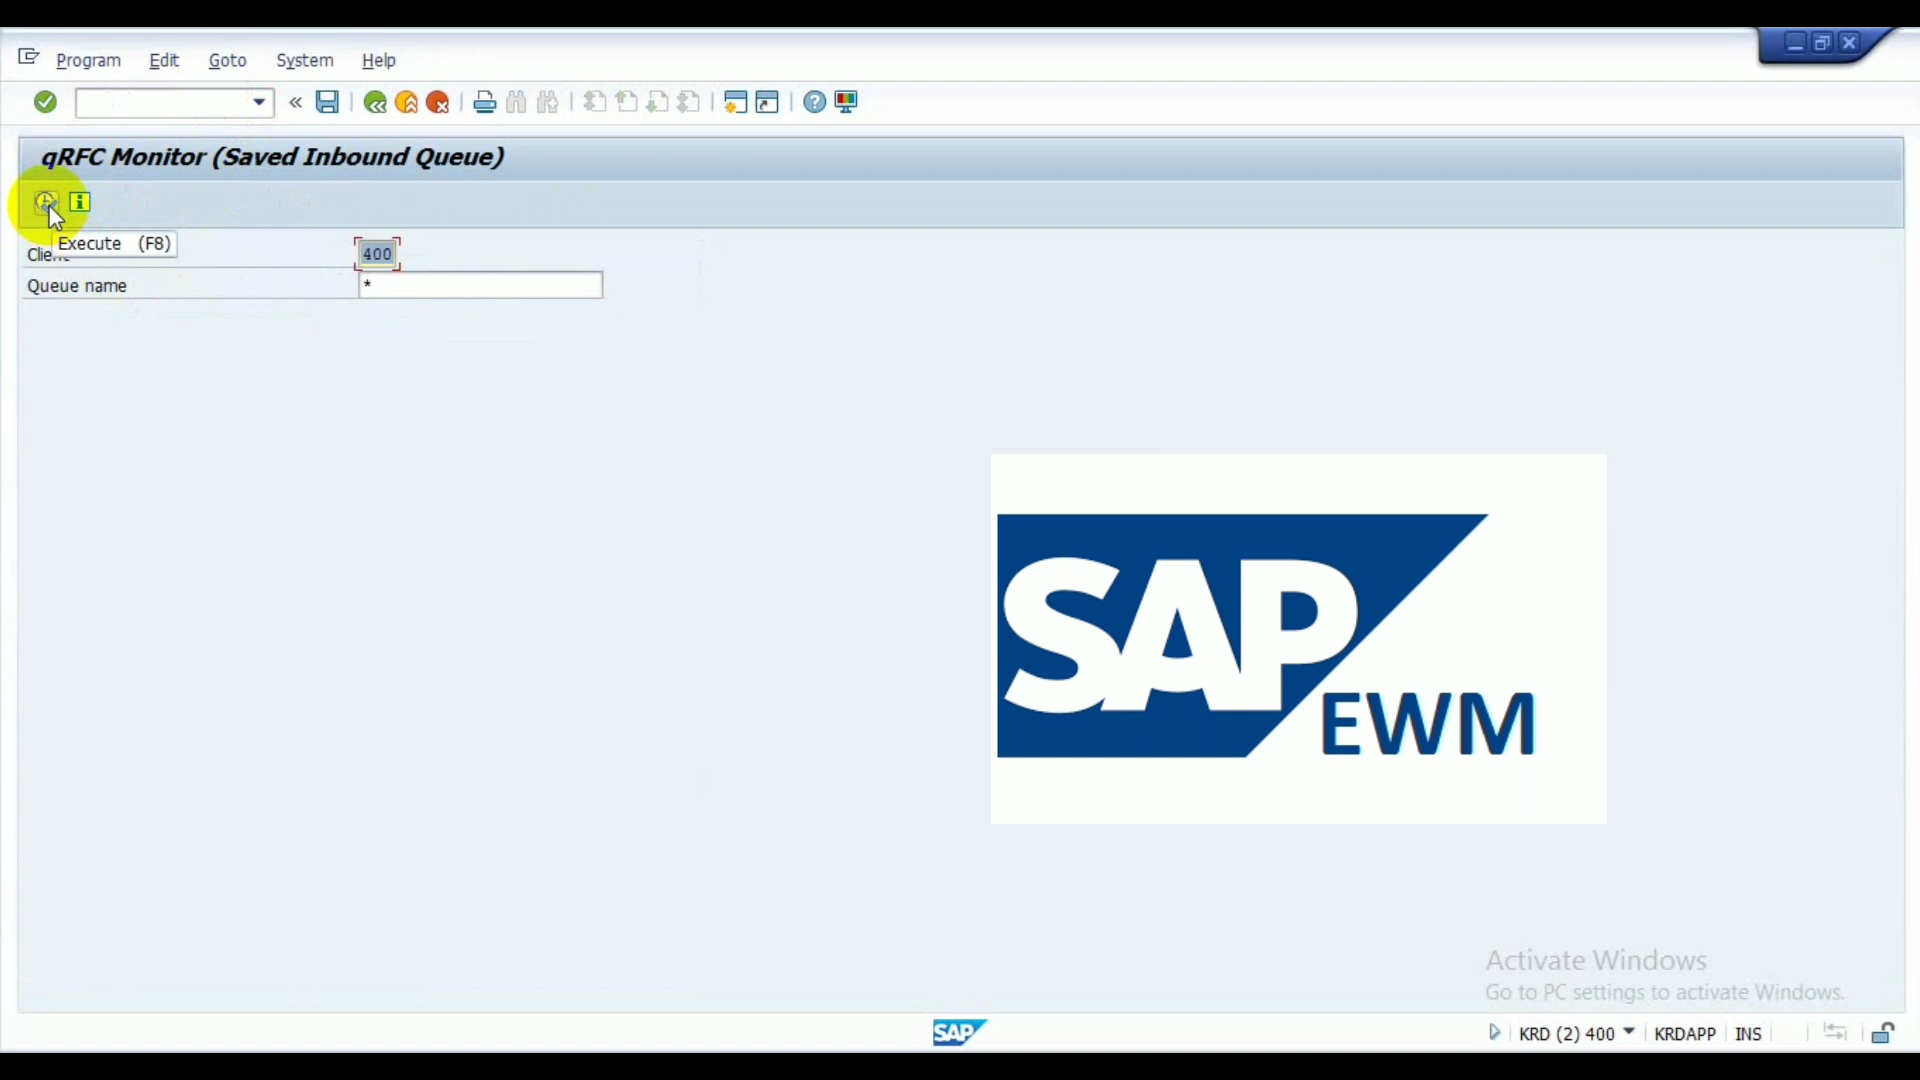 Program Edit Goto System Help
qRFC Monitor (Saved Inbound Queue)
Execute (F8)
400
Queue name *
SAP
EWM
Activate Windows
Go to PC settings to activate Windows.
SAP
KRD (2) 400 KRDAPP INS